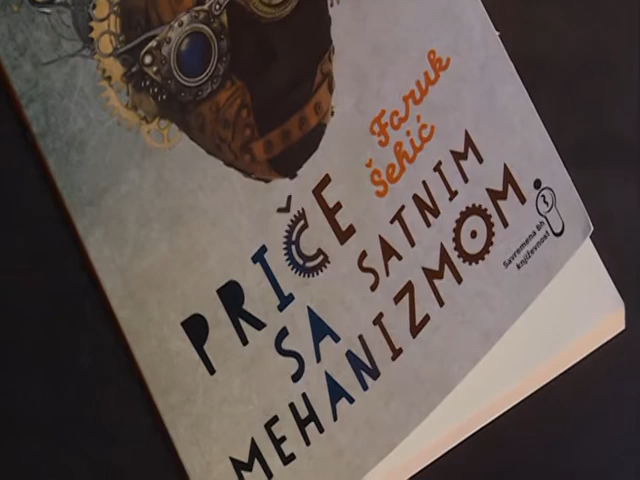 Faruk
Šehić
PRIČE
SA SATNIM
MEHANIZMOM
Savremena bh
književnost